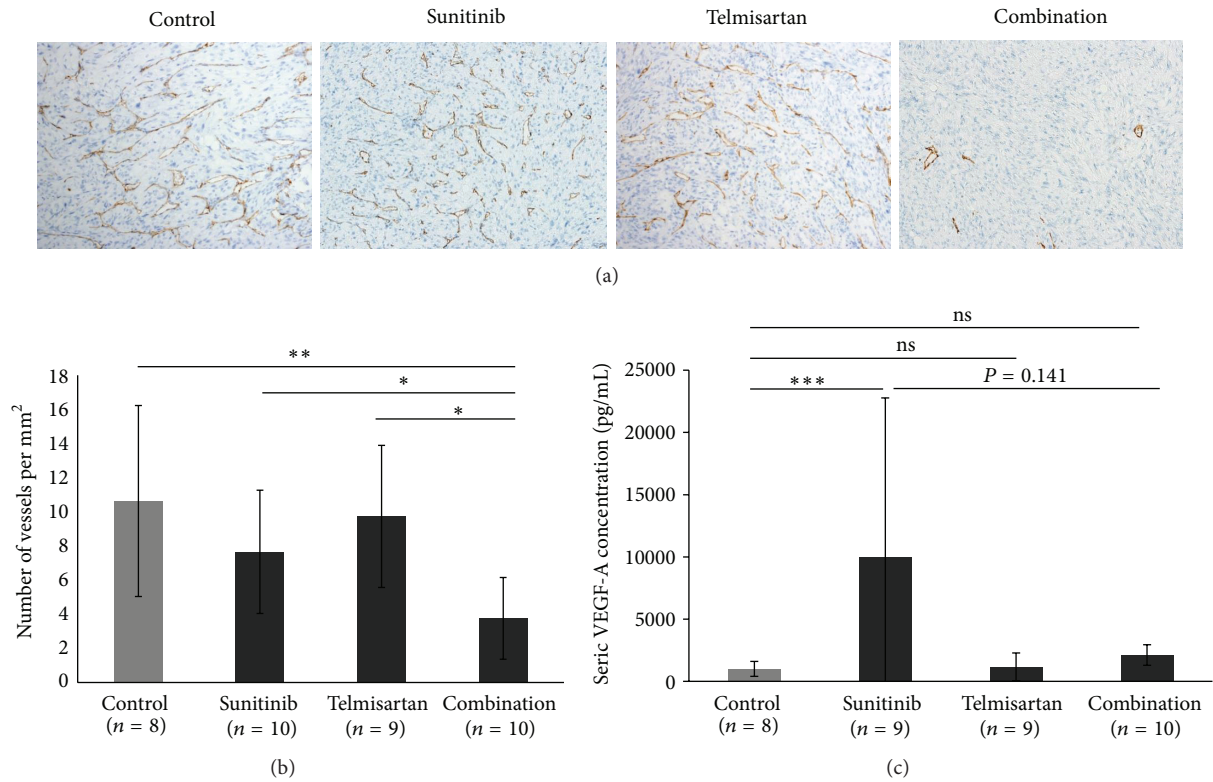 Control Sunitinib Telmisartan Combination
(a)
Number of vessels per mm²
18
16
14
12
10
8
6
4
2
0
**
*
*
Control Sunitinib Telmisartan Combination
(n = 8) (n = 10) (n = 9) (n = 10)
(b)
Seric VEGF-A concentration (pg/mL)
25000
20000
15000
10000
5000
0
ns
ns
***
P = 0.141
Control Sunitinib Telmisartan Combination
(n = 8) (n = 9) (n = 9) (n = 10)
(c)